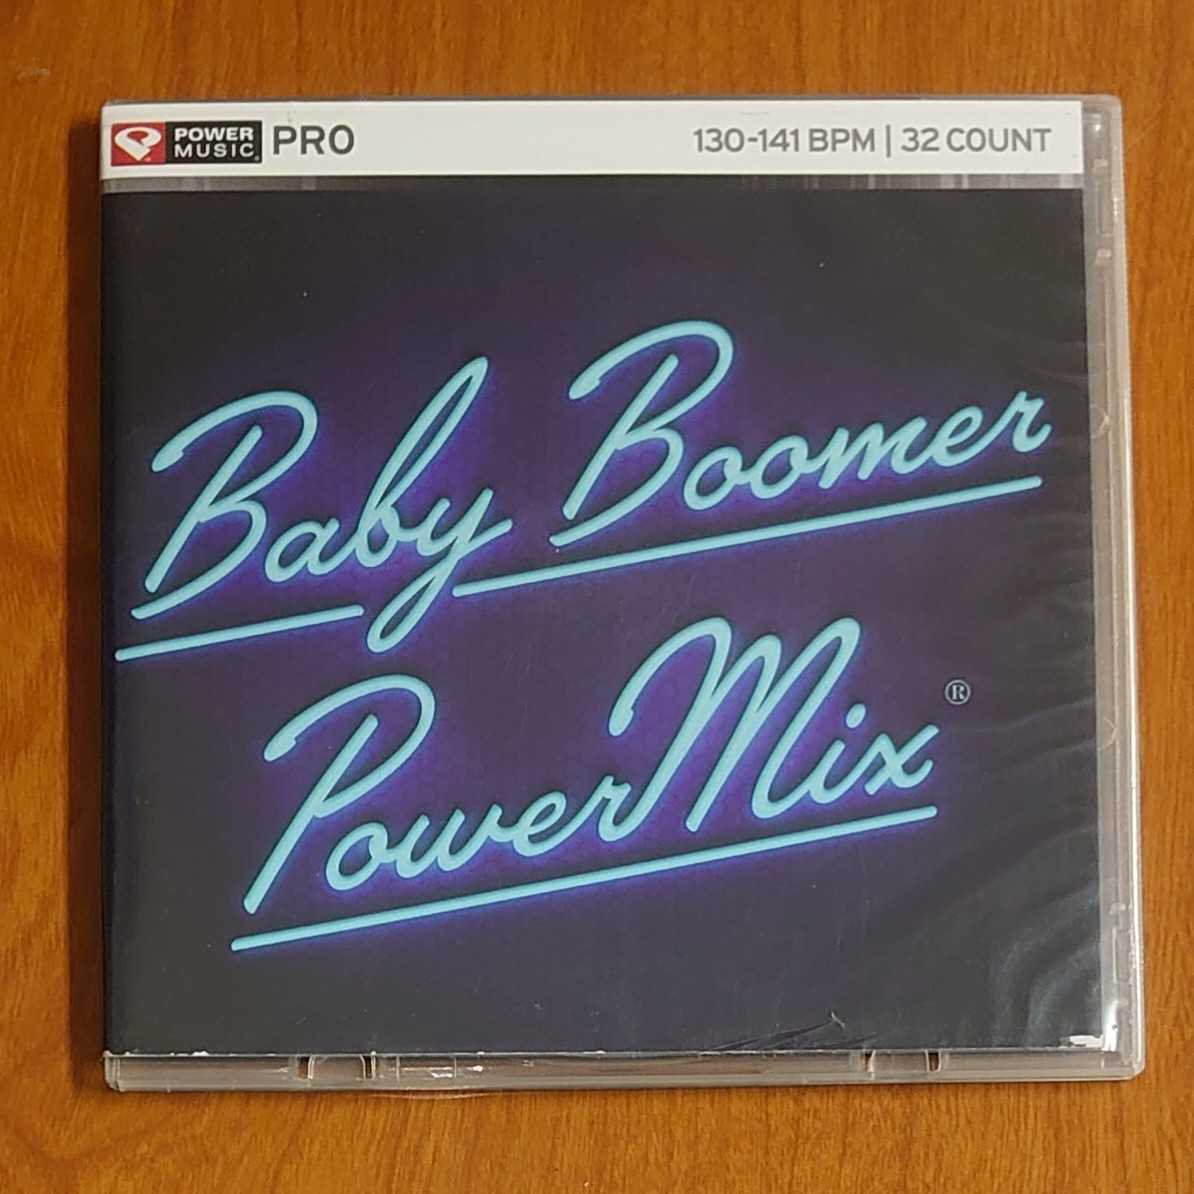 POWER MUSIC® PRO
130-141 BPM | 32 COUNT
Baby Boomer
PowerMix®